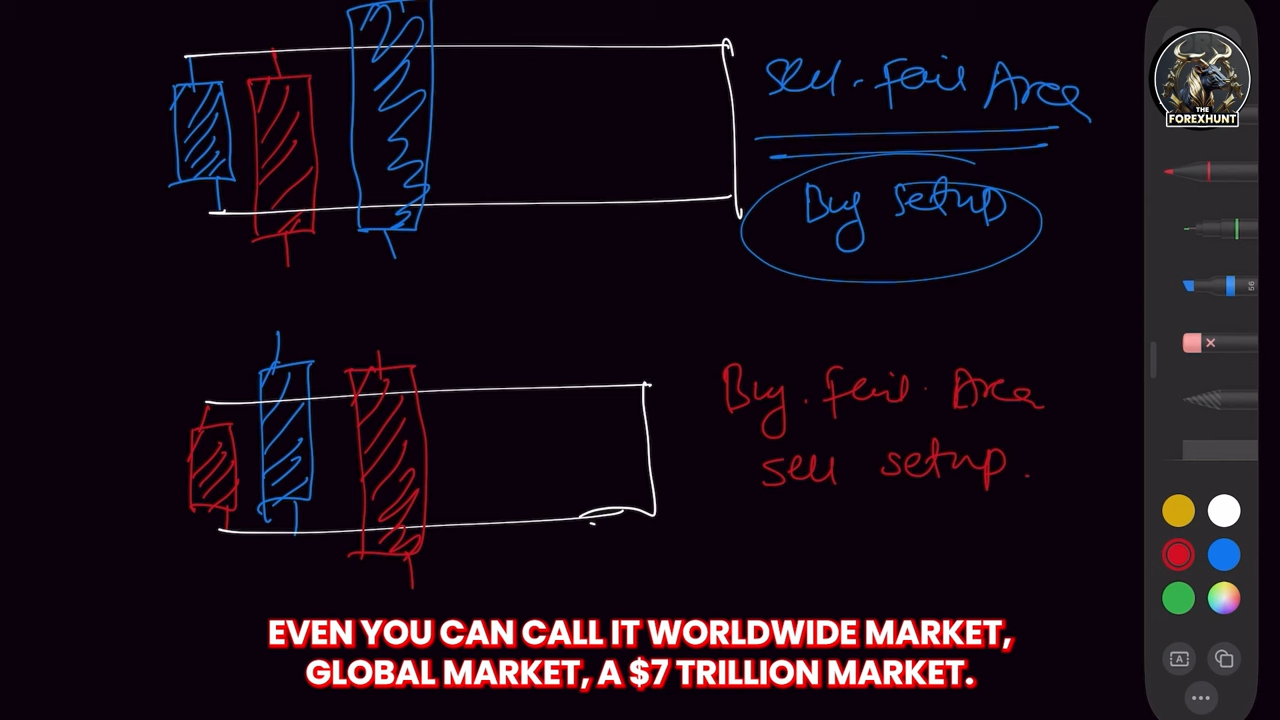 Sell. Fail Area
Buy setup
THE
FOREXHUNT
56
Buy. Fail. Area
sell setup.
A
EVEN YOU CAN CALL IT WORLDWIDE MARKET,
GLOBAL MARKET, A $7 TRILLION MARKET.